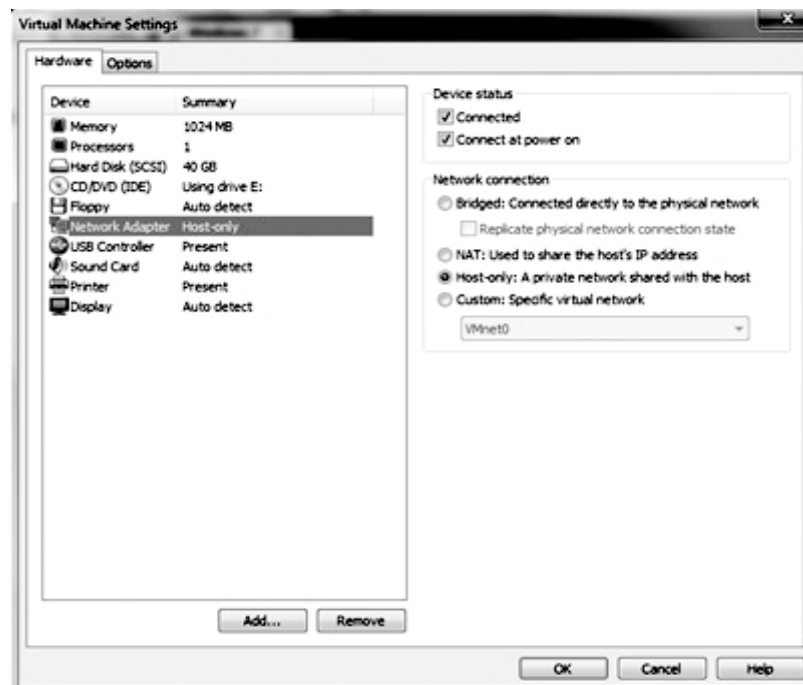 Virtual Machine Settings
Hardware Options
Device Summary
Memory 1024 MB
Processors 1
Hard Disk (SCSI) 40 GB
CD/DVD (IDE) Using drive E:
Floppy Auto detect
Network Adapter Host-only
USB Controller Present
Sound Card Auto detect
Printer Present
Display Auto detect
Add... Remove
Device status
Connected
Connect at power on
Network connection
Bridged: Connected directly to the physical network
Replicate physical network connection state
NAT: Used to share the host's IP address
Host-only: A private network shared with the host
Custom: Specific virtual network
VMnet0
OK Cancel Help